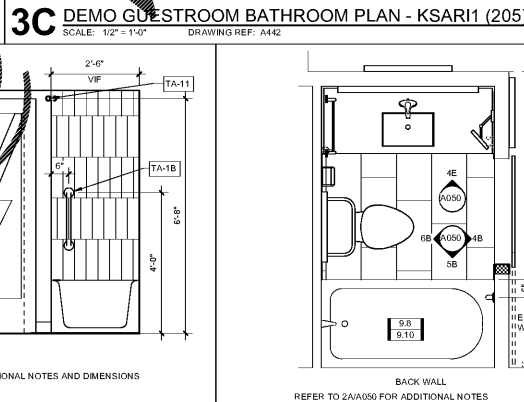 3C DEMO GUESTROOM BATHROOM PLAN - KSARI1 (205
SCALE: 1/2" = 1'-0" DRAWING REF: A442
2'-6"
VIF
TA-11
6"
TA-1B
6'-8"
4'-0"
4E
A050
6B A050 4B
5B
9.8
9.10
BACK WALL
ONAL NOTES AND DIMENSIONS
REFER TO 2A/A050 FOR ADDITIONAL NOTES